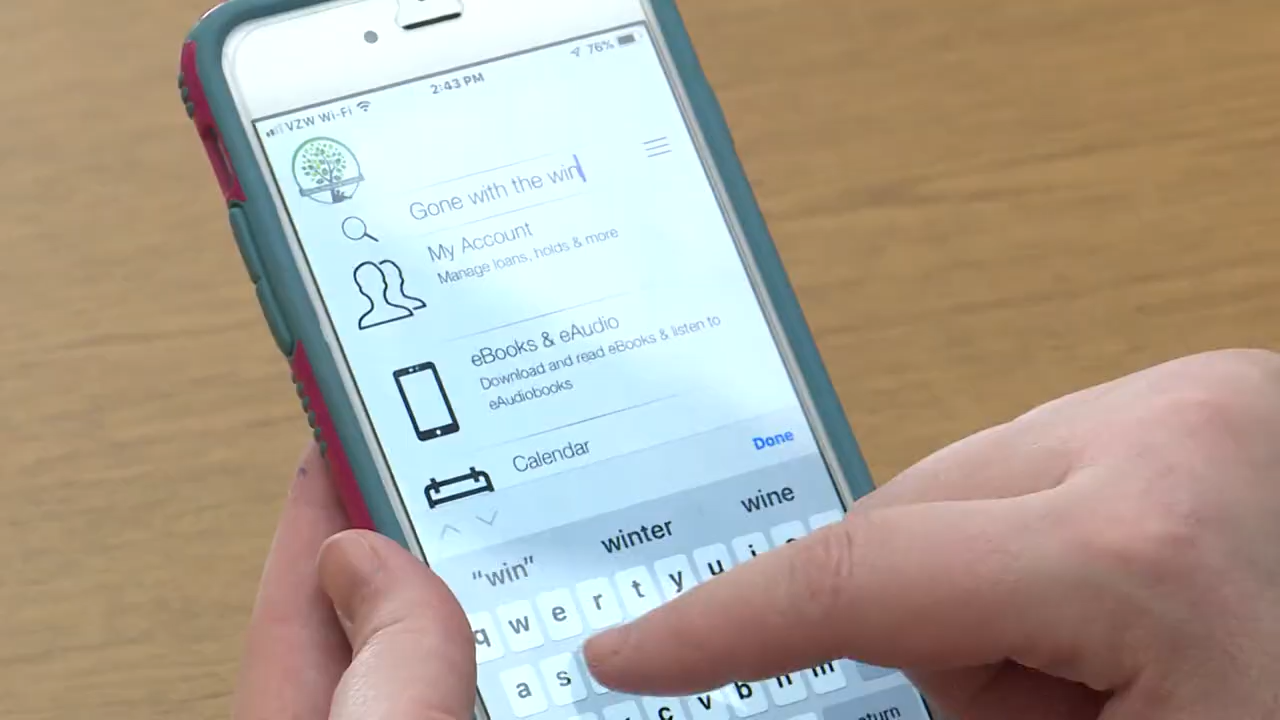 VZW Wi-Fi 2:43 PM 76%
Gone with the win
My Account
Manage loans, holds & more
eBooks & eAudio
Download and read eBooks & listen to
eAudiobooks
Calendar
Done
"win" winter wine
q w e r t y u i
a s
c v b n m